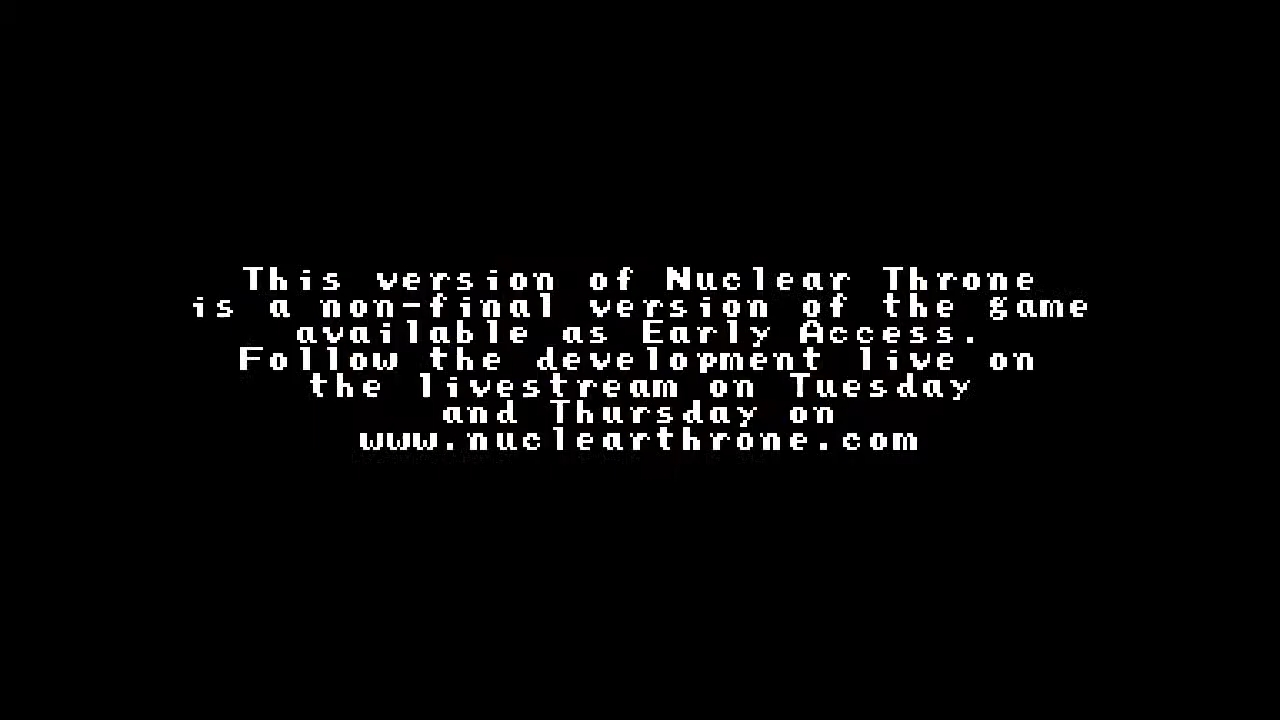 This version of Nuclear Throne
is a non-final version of the game
available as Early Access.
Follow the development live on
the livestream on Tuesday
and Thursday on
www.nuclearthrone.com